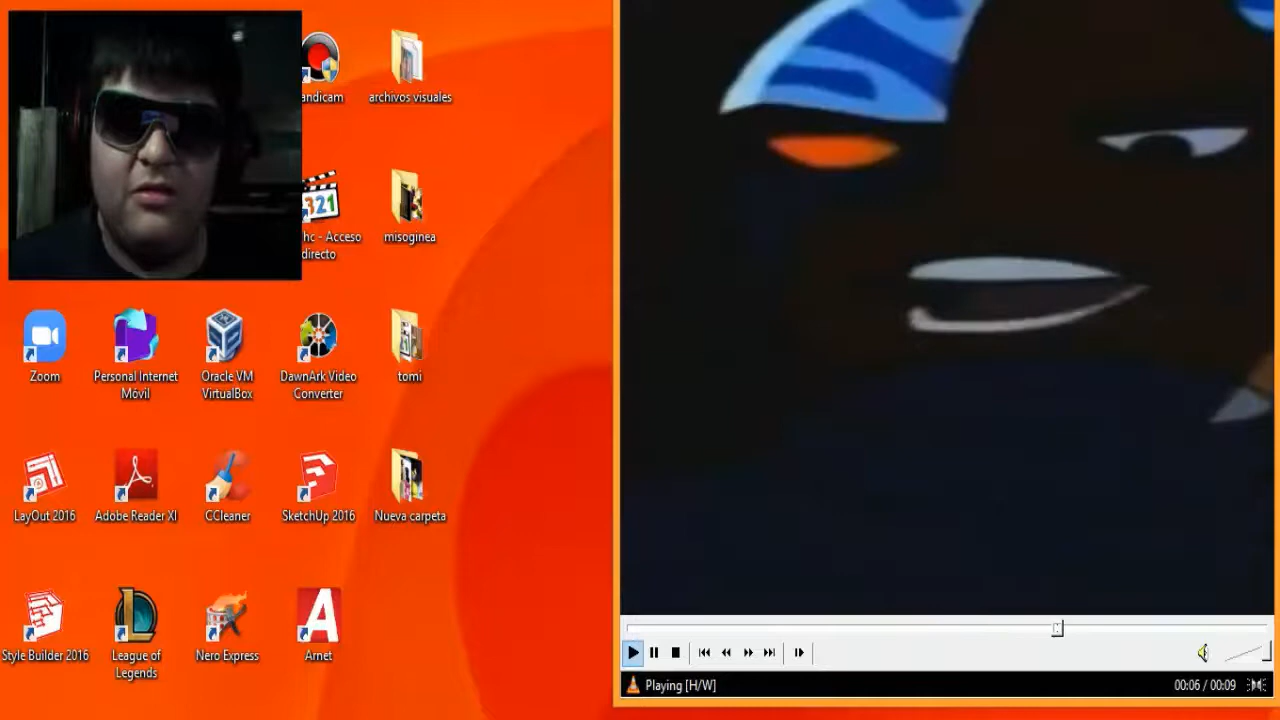 andicam
archivos visuales
321
hc - Acceso
directo
misoginea
Zoom
Personal Internet
Móvil
Oracle VM
VirtualBox
DawnArk Video
Converter
tomi
LayOut 2016
Adobe Reader XI
CCleaner
SketchUp 2016
Nueva carpeta
Style Builder 2016
League of
Legends
Nero Express
Arnet
Playing [H/W]
00:06 / 00:09